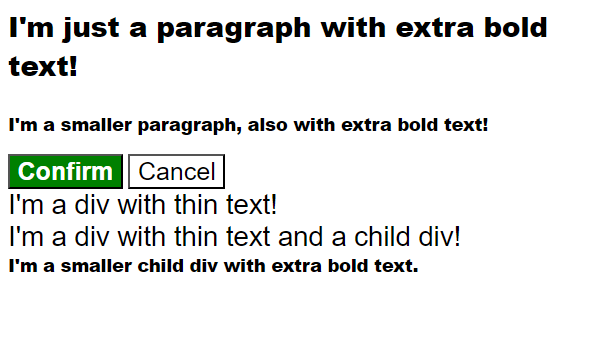 I'm just a paragraph with extra bold
text!
I'm a smaller paragraph, also with extra bold text!
Confirm Cancel
I'm a div with thin text!
I'm a div with thin text and a child div!
I'm a smaller child div with extra bold text.